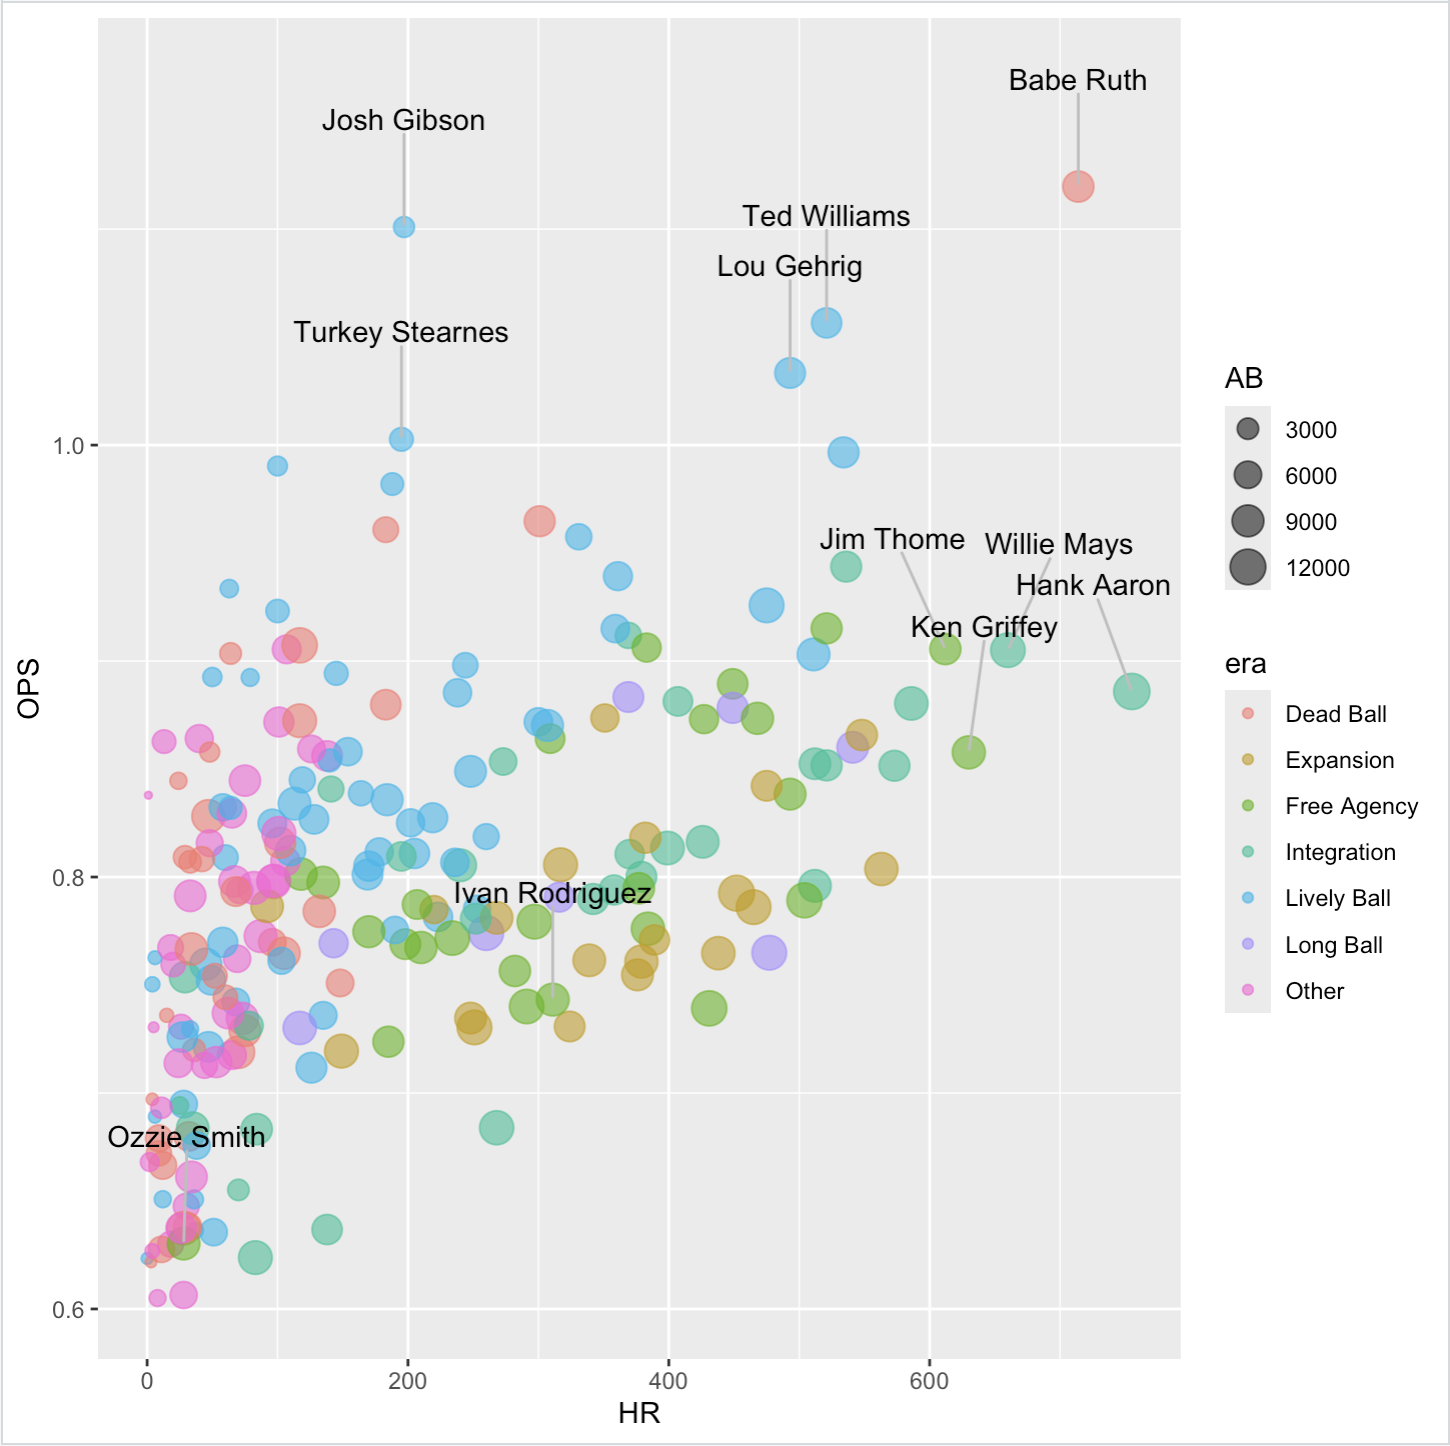 Babe Ruth
Josh Gibson
Ted Williams
Lou Gehrig
Turkey Stearnes
Jim Thome
Willie Mays
Hank Aaron
Ken Griffey
Ivan Rodriguez
Ozzie Smith
OPS
1.0
0.8
0.6
0
200
400
600
HR
AB
3000
6000
9000
12000
era
Dead Ball
Expansion
Free Agency
Integration
Lively Ball
Long Ball
Other